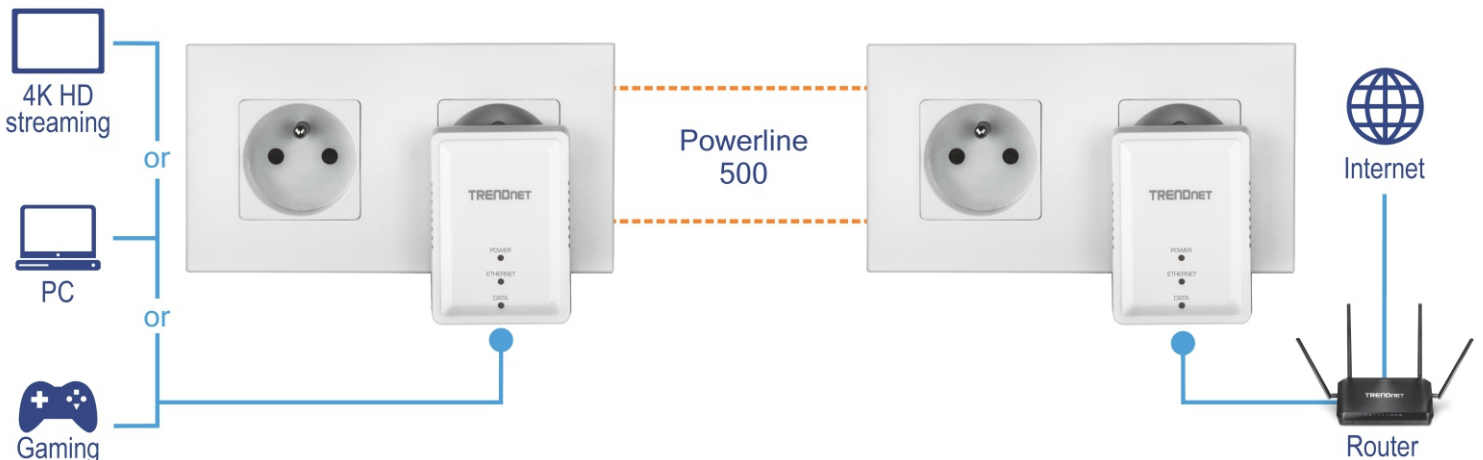 4K HD
streaming
or
PC
or
Gaming
TRENDNET
POWER
ETHERNET
DATA
Powerline
500
TRENDNET
POWER
ETHERNET
DATA
Internet
TRENDNET
Router